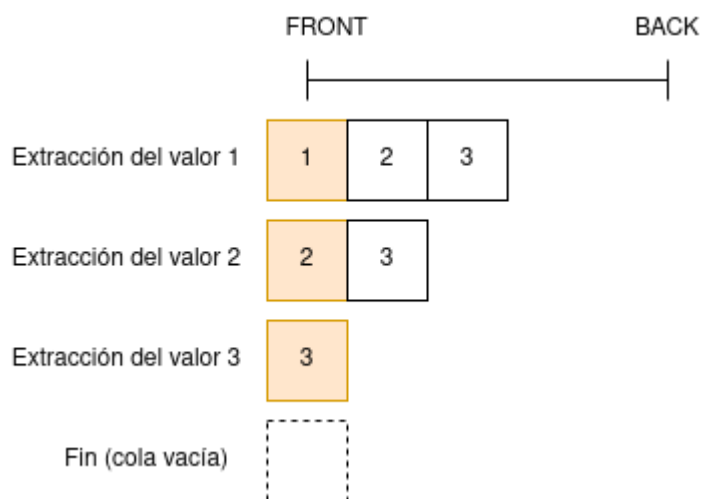 FRONT BACK
Extracción del valor 1 1 2 3
Extracción del valor 2 2 3
Extracción del valor 3 3
Fin (cola vacía)